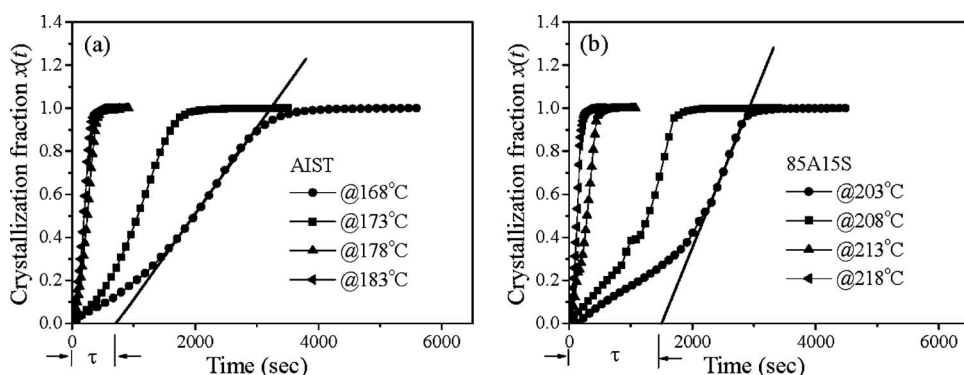 (a)
Crystallization fraction x(t)
1.4
1.2
1.0
0.8
0.6
0.4
0.2
0.0
AIST
@168°C
@173°C
@178°C
@183°C
0
2000
4000
6000
τ
Time (sec)
(b)
Crystallization fraction x(t)
1.4
1.2
1.0
0.8
0.6
0.4
0.2
0.0
85A15S
@203°C
@208°C
@213°C
@218°C
0
2000
4000
6000
τ
Time (sec)